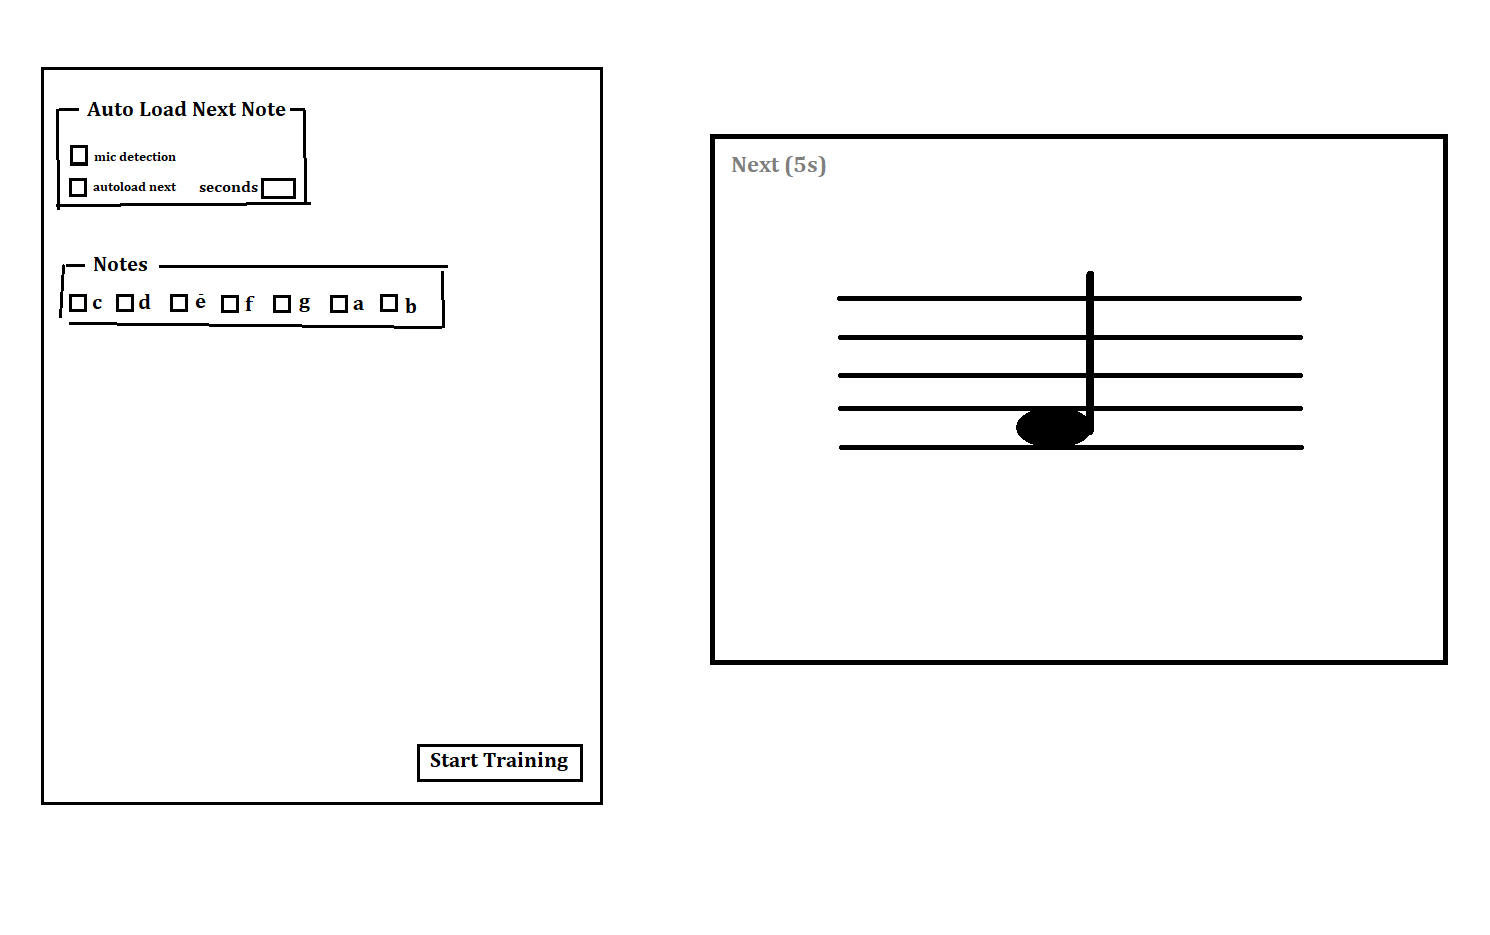 Auto Load Next Note
mic detection
autoload next seconds
Notes
c d e f g a b
Start Training
Next (5s)